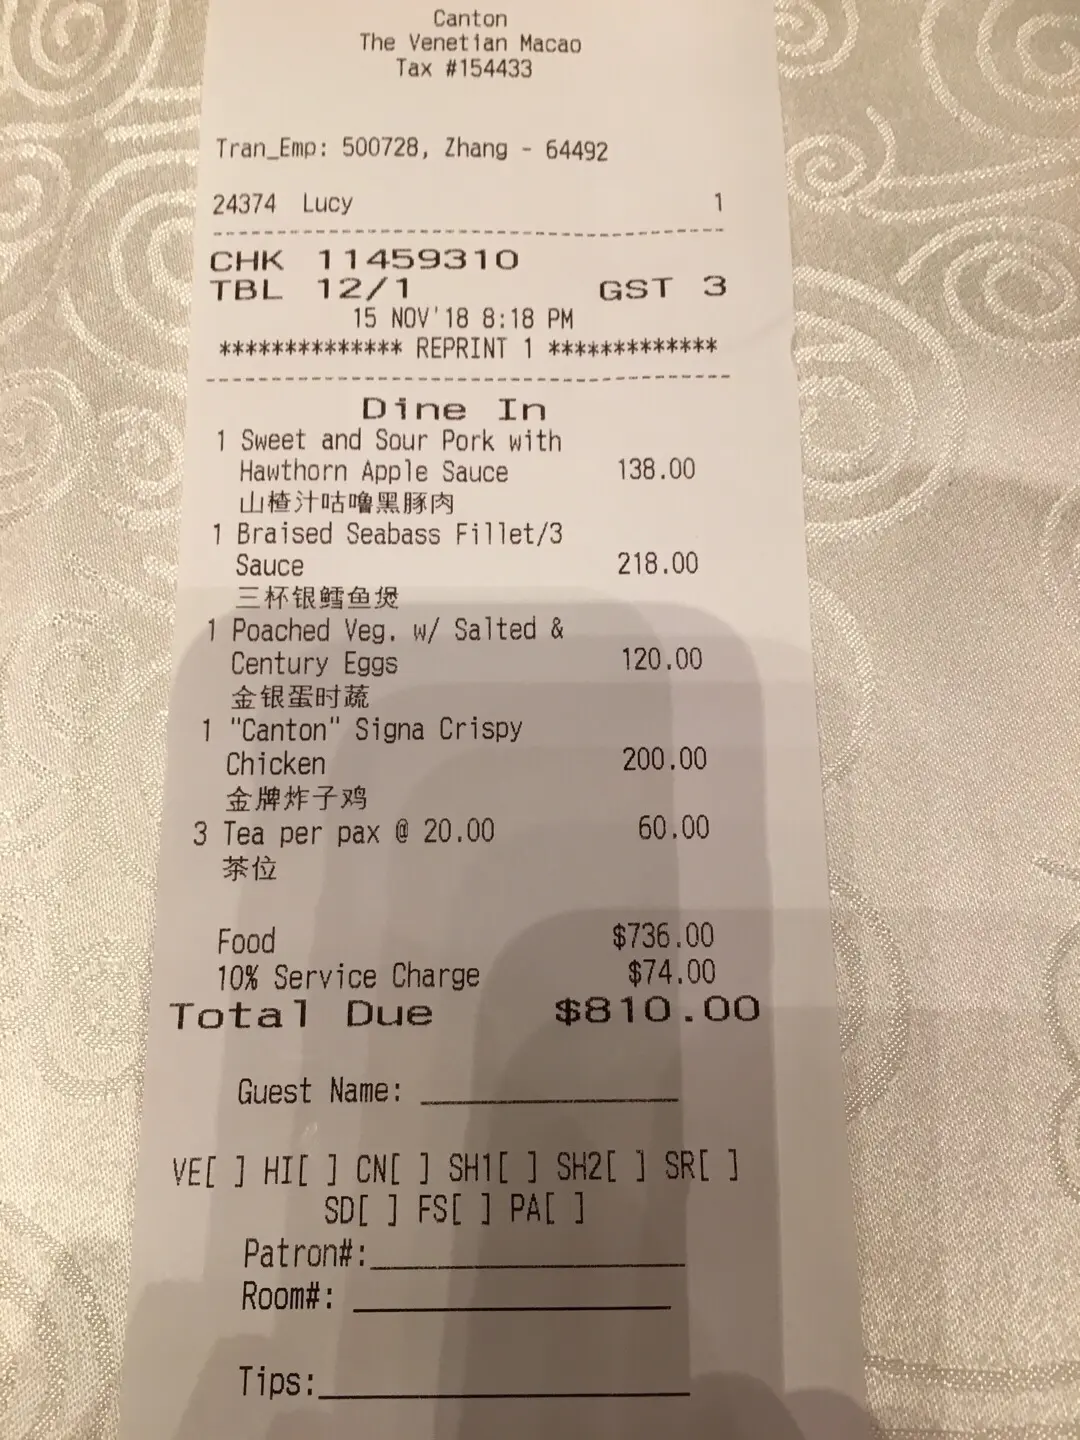 Canton
The Venetian Macao
Tax #154433
Tran_Emp: 500728, Zhang - 64492
24374 Lucy 1
CHK 11459310
TBL 12/1 GST 3
15 NOV'18 8:18 PM
************** REPRINT 1 *************
Dine In
1 Sweet and Sour Pork with
Hawthorn Apple Sauce 138.00
山楂汁咕噜黑豚肉
1 Braised Seabass Fillet/3
Sauce 218.00
三杯银鳕鱼煲
1 Poached Veg. w/ Salted &
Century Eggs 120.00
金银蛋时蔬
1 "Canton" Signa Crispy
Chicken 200.00
金牌炸子鸡
3 Tea per pax @ 20.00 60.00
茶位
Food $736.00
10% Service Charge $74.00
Total Due $810.00
Guest Name: ____________
VE[ ] HI[ ] CN[ ] SH1[ ] SH2[ ] SR[ ]
SD[ ] FS[ ] PA[ ]
Patron#:____________
Room#: ____________
Tips:____________